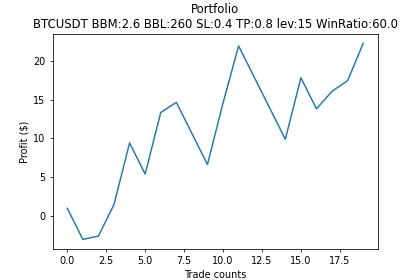 Portfolio
BTCUSDT BBM:2.6 BBL:260 SL:0.4 TP:0.8 lev:15 WinRatio:60.0
20
15
10
5
0
Profit ($)
0.0 2.5 5.0 7.5 10.0 12.5 15.0 17.5
Trade counts